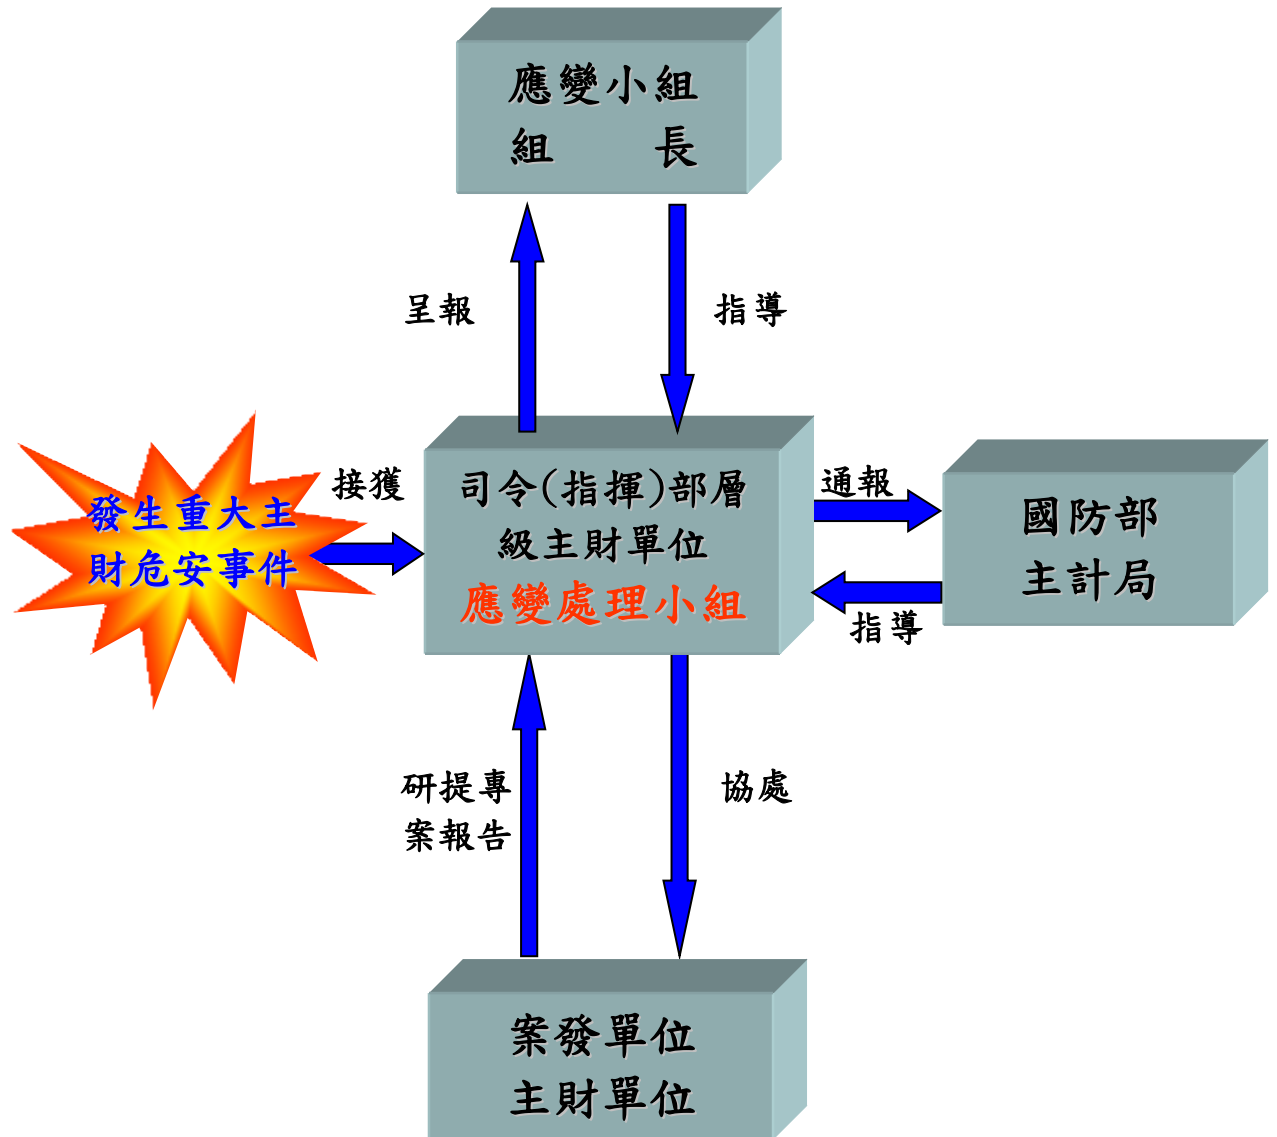 應變小組
組 長
呈報
指導
發生重大主
財危安事件
接獲
司令(指揮)部層
級主財單位
應變處理小組
通報
國防部
主計局
指導
研提專
案報告
協處
案發單位
主財單位